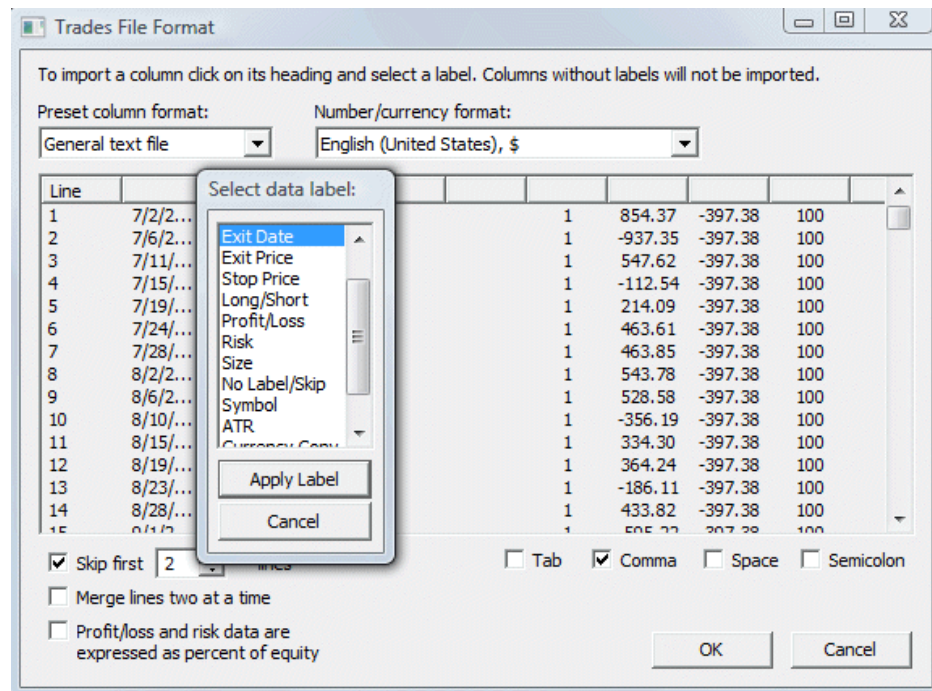 Trades File Format
To import a column click on its heading and select a label. Columns without labels will not be imported.
Preset column format: Number/currency format:
General text file English (United States), $
Line Select data label:
1 7/2/2... 1 854.37 -397.38 100
2 7/6/2... Exit Date 1 -937.35 -397.38 100
3 7/11/... Exit Price 1 547.62 -397.38 100
4 7/15/... Stop Price 1 -112.54 -397.38 100
5 7/19/... Long/Short 1 214.09 -397.38 100
6 7/24/... Profit/Loss 1 463.61 -397.38 100
7 7/28/... Risk 1 463.85 -397.38 100
8 8/2/2... Size 1 543.78 -397.38 100
9 8/6/2... No Label/Skip 1 528.58 -397.38 100
10 8/10/... Symbol 1 -356.19 -397.38 100
11 8/15/... ATR 1 334.30 -397.38 100
12 8/19/... 1 364.24 -397.38 100
13 8/23/... Apply Label 1 -186.11 -397.38 100
14 8/28/... Cancel 1 433.82 -397.38 100
Skip first 2 lines Tab Comma Space Semicolon
Merge lines two at a time
Profit/loss and risk data are
expressed as percent of equity
OK Cancel